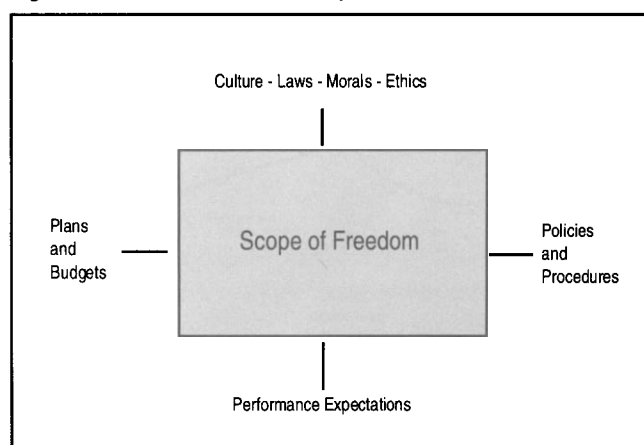 Culture - Laws - Morals - Ethics
Plans
and
Budgets
Scope of Freedom
Policies
and
Procedures
Performance Expectations